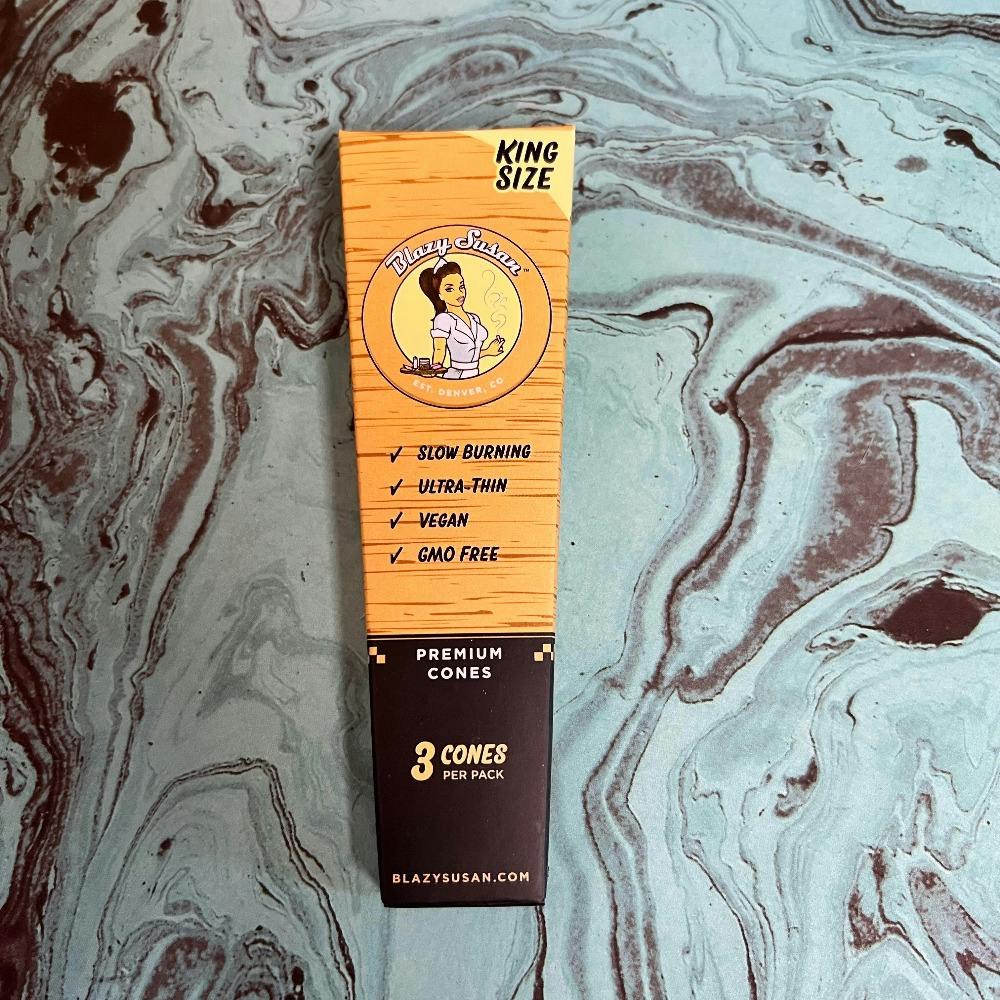 KING
SIZE
Blazy Susan™
EST. DENVER, CO
✓ SLOW BURNING
✓ ULTRA-THIN
✓ VEGAN
✓ GMO FREE
PREMIUM
CONES
3 CONES
PER PACK
BLAZYSUSAN.COM